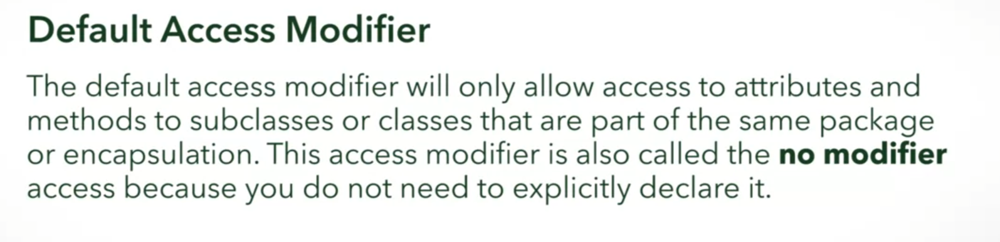 Default Access Modifier
The default access modifier will only allow access to attributes and
methods to subclasses or classes that are part of the same package
or encapsulation. This access modifier is also called the no modifier
access because you do not need to explicitly declare it.